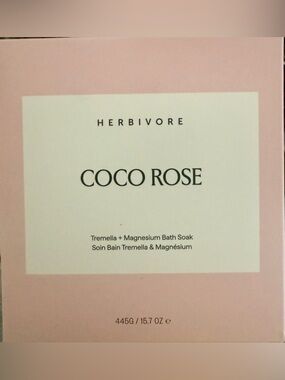 HERBIVORE
COCO ROSE
Tremella + Magnesium Bath Soak
Soin Bain Tremella & Magnésium
445G / 15.7 OZ ℮